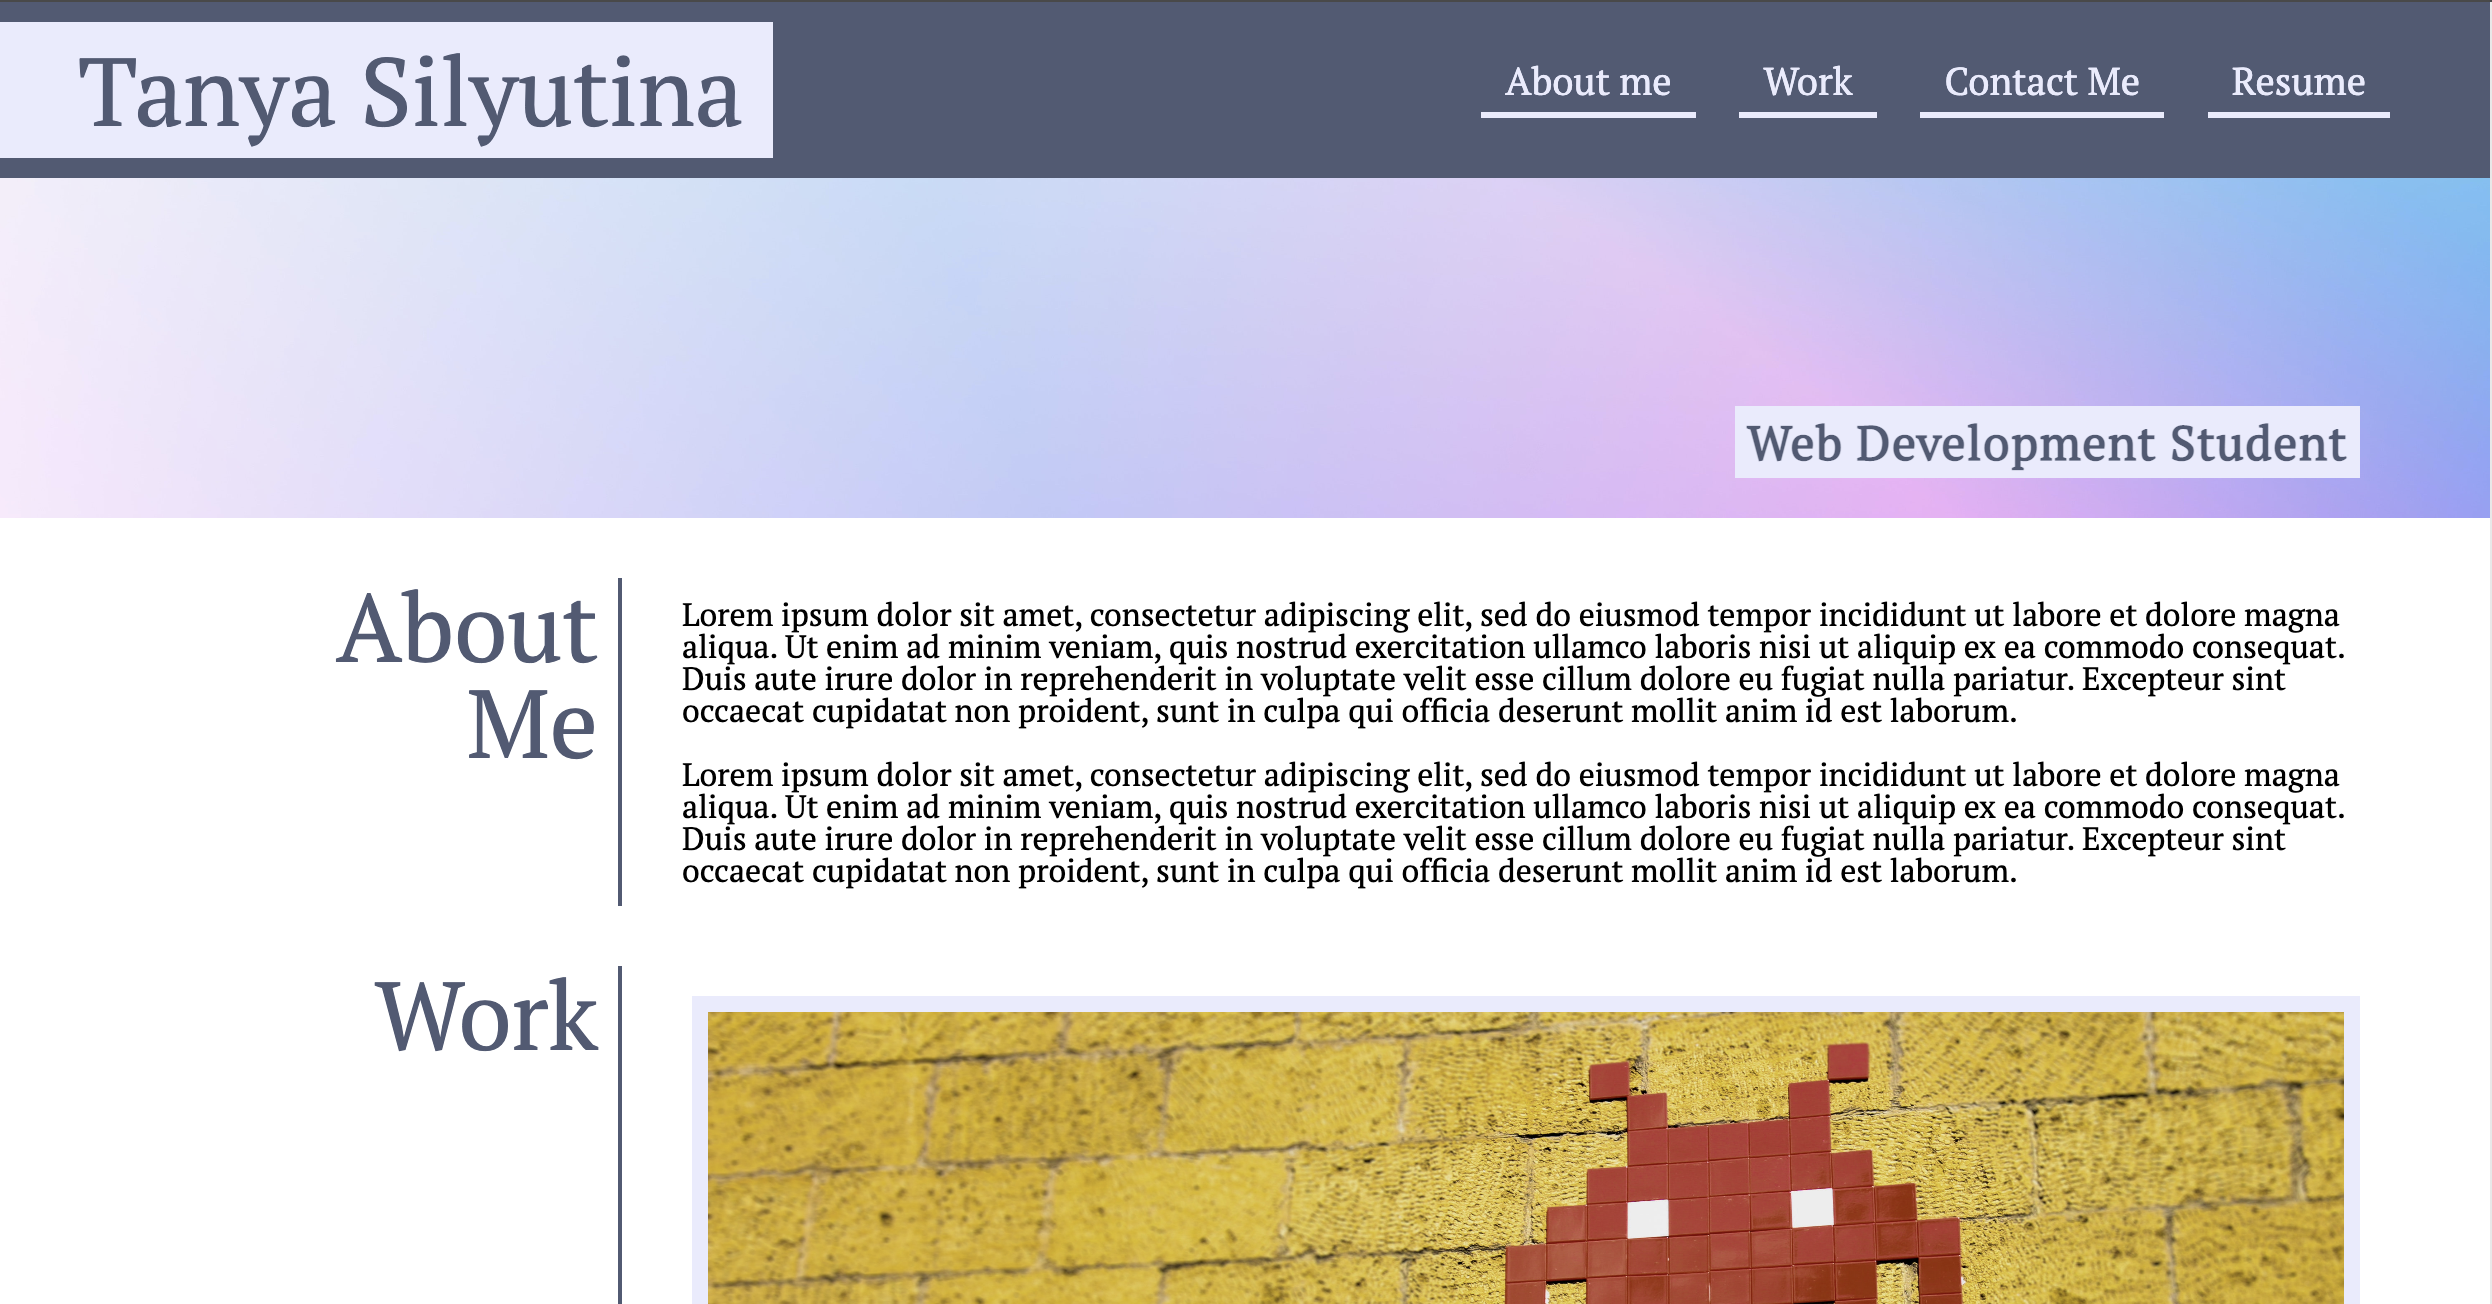 Tanya Silyutina
About me
Work
Contact Me
Resume
Web Development Student
About
Me
Lorem ipsum dolor sit amet, consectetur adipiscing elit, sed do eiusmod tempor incididunt ut labore et dolore magna
aliqua. Ut enim ad minim veniam, quis nostrud exercitation ullamco laboris nisi ut aliquip ex ea commodo consequat.
Duis aute irure dolor in reprehenderit in voluptate velit esse cillum dolore eu fugiat nulla pariatur. Excepteur sint
occaecat cupidatat non proident, sunt in culpa qui officia deserunt mollit anim id est laborum.
Lorem ipsum dolor sit amet, consectetur adipiscing elit, sed do eiusmod tempor incididunt ut labore et dolore magna
aliqua. Ut enim ad minim veniam, quis nostrud exercitation ullamco laboris nisi ut aliquip ex ea commodo consequat.
Duis aute irure dolor in reprehenderit in voluptate velit esse cillum dolore eu fugiat nulla pariatur. Excepteur sint
occaecat cupidatat non proident, sunt in culpa qui officia deserunt mollit anim id est laborum.
Work